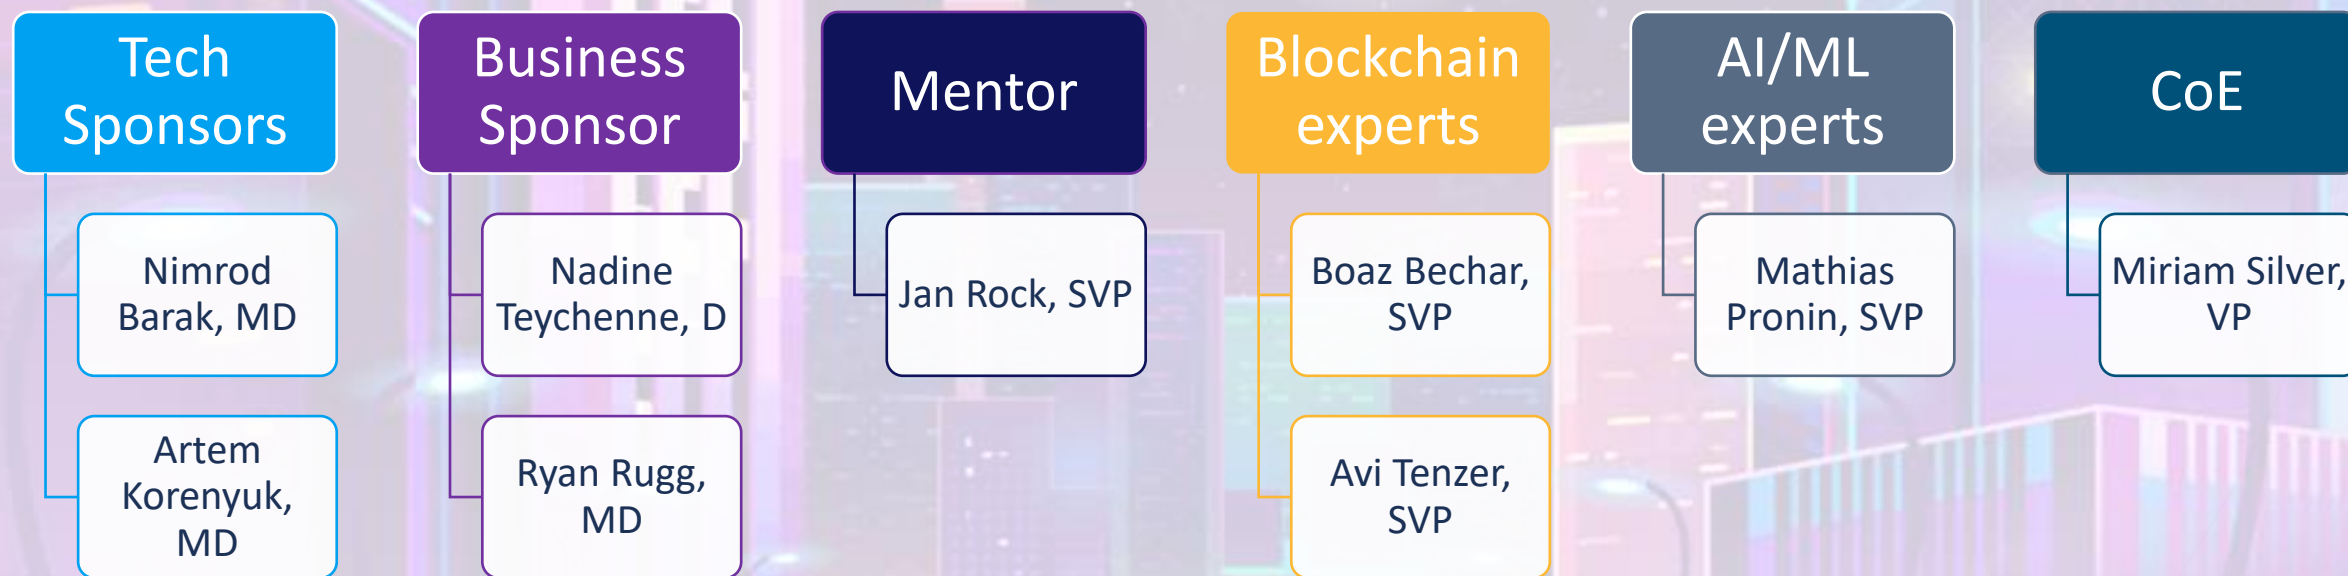 Tech
Sponsors
Nimrod
Barak, MD
Artem
Korenyuk,
MD
Business
Sponsor
Nadine
Teychenne, D
Ryan Rugg,
MD
Mentor
Jan Rock, SVP
Blockchain
experts
Boaz Bechar,
SVP
Avi Tenzer,
SVP
AI/ML
experts
Mathias
Pronin, SVP
CoE
Miriam Silver,
VP